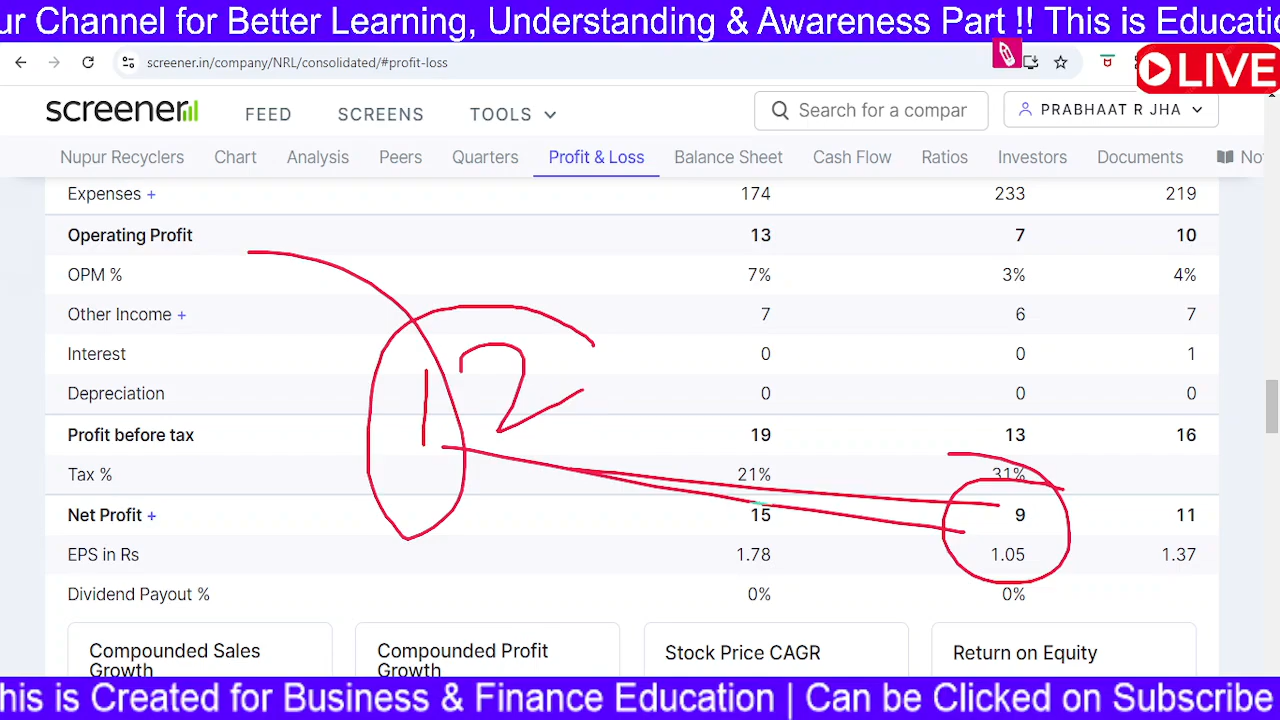 ur Channel for Better Learning, Understanding & Awareness Part !! This is Educatio
screener.in/company/NRL/consolidated/#profit-loss
LIVE
screener
FEED SCREENS TOOLS
Search for a compar
PRABHAAT R JHA
Nupur Recyclers Chart Analysis Peers Quarters Profit & Loss Balance Sheet Cash Flow Ratios Investors Documents No
Expenses + 174 233 219
Operating Profit 13 7 10
OPM % 7% 3% 4%
Other Income + 7 6 7
Interest 0 0 1
Depreciation 0 0 0
12
Profit before tax 19 13 16
Tax % 21% 31%
Net Profit + 15 9 11
EPS in Rs 1.78 1.05 1.37
Dividend Payout % 0% 0%
Compounded Sales Growth
Compounded Profit Growth
Stock Price CAGR
Return on Equity
his is Created for Business & Finance Education | Can be Clicked on Subscribe